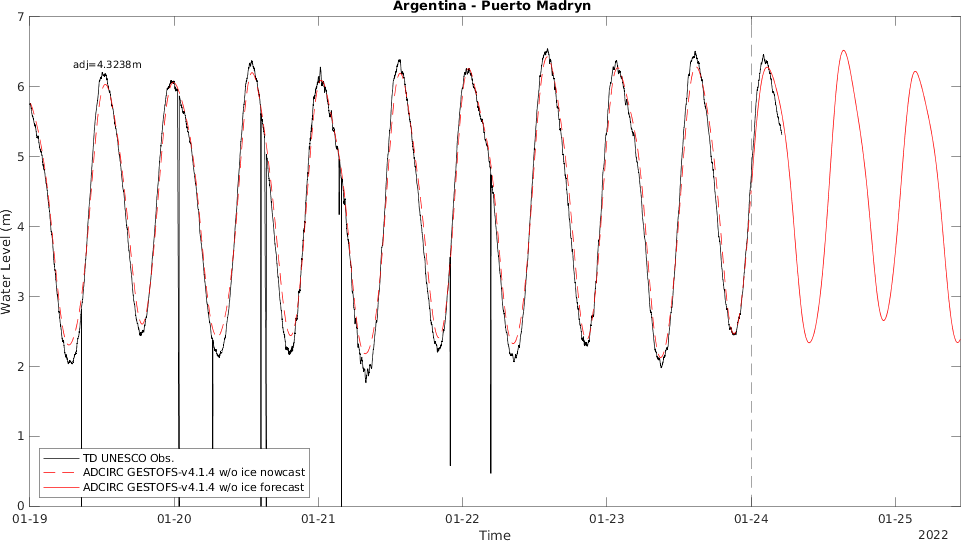 Argentina - Puerto Madryn
7
adj=4.3238m
6
5
4
3
2
1
0
Water Level (m)
TD UNESCO Obs.
ADCIRC GESTOFS-v4.1.4 w/o ice nowcast
ADCIRC GESTOFS-v4.1.4 w/o ice forecast
01-19 01-20 01-21 01-22 01-23 01-24 01-25
Time
2022